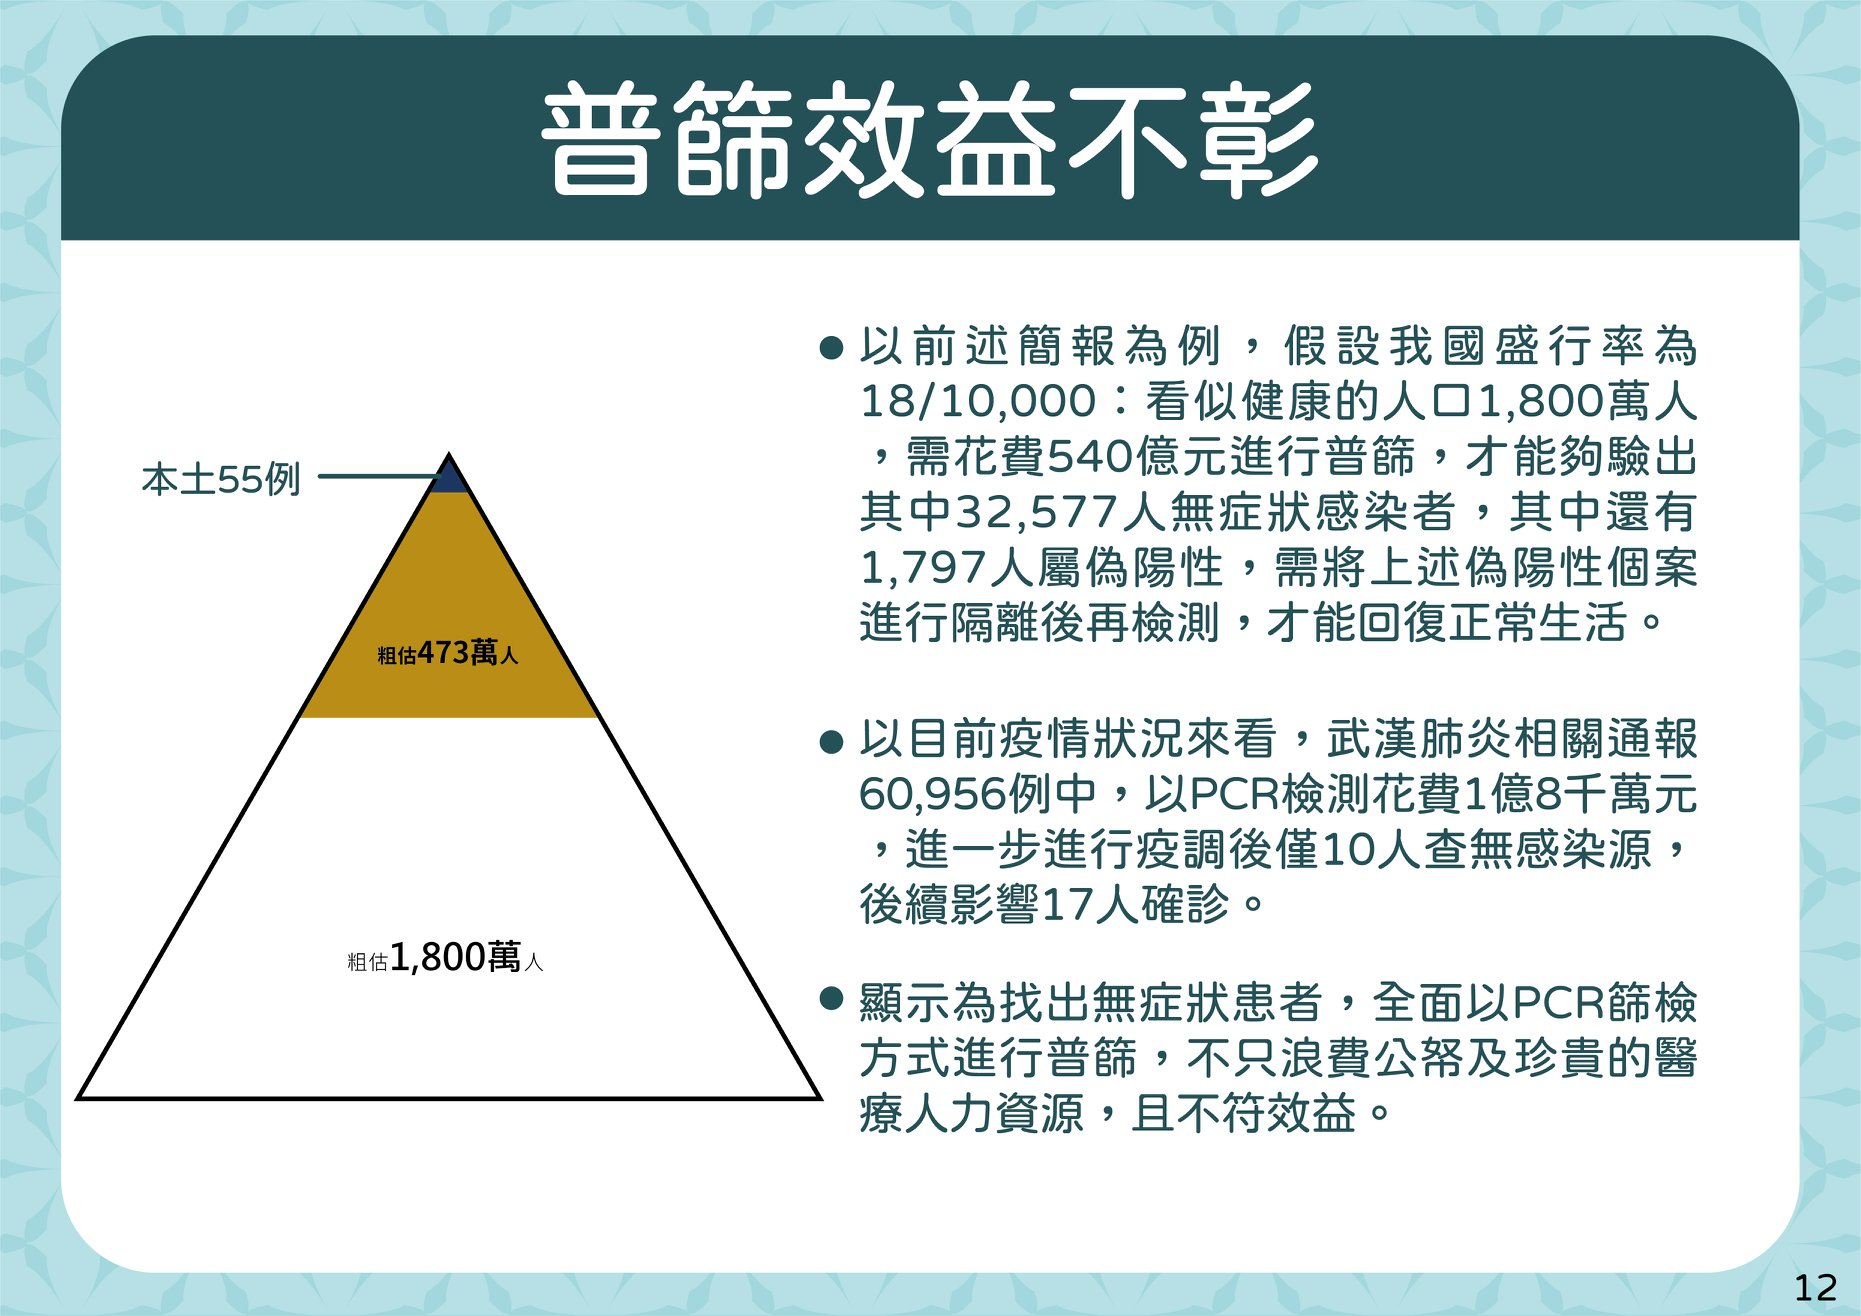 普篩效益不彰
本土55例
粗估473萬人
粗估1,800萬人
●以前述簡報為例，假設我國盛行率為
18/10,000：看似健康的人口1,800萬人
，需花費540億元進行普篩，才能夠驗出
其中32,577人無症狀感染者，其中還有
1,797人屬偽陽性，需將上述偽陽性個案
進行隔離後再檢測，才能回復正常生活。
●以目前疫情狀況來看，武漢肺炎相關通報
60,956例中，以PCR檢測花費1億8千萬元
，進一步進行疫調後僅10人查無感染源，
後續影響17人確診。
●顯示為找出無症狀患者，全面以PCR篩檢
方式進行普篩，不只浪費公帑及珍貴的醫
療人力資源，且不符效益。
12